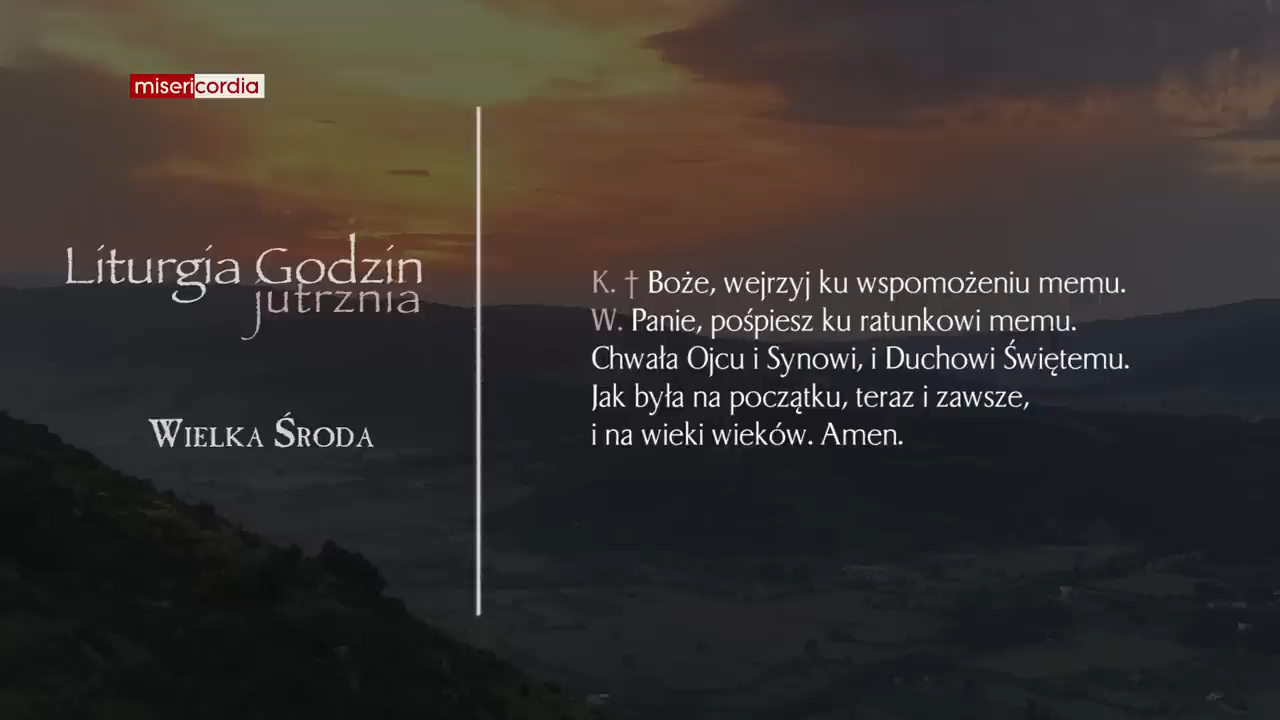 misericordia
Liturgia Godzin
jutrznia
Wielka Środa
K. † Boże, wejrzyj ku wspomożeniu memu.
W. Panie, pośpiesz ku ratunkowi memu.
Chwała Ojcu i Synowi, i Duchowi Świętemu.
Jak była na początku, teraz i zawsze,
i na wieki wieków. Amen.